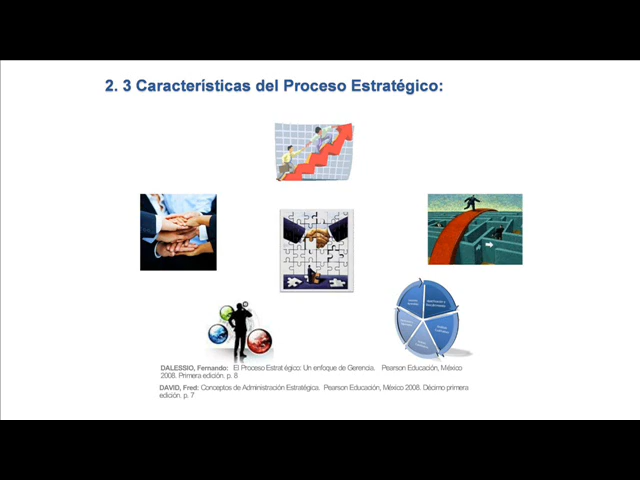 2. 3 Características del Proceso Estratégico:
DALESSIO, Fernando: El Proceso Estrat égico: Un enfoque de Gerencia. Pearson Educación, México
2008. Primera edición. p. 8
DAVID, Fred: Conceptos de Administración Estratégica. Pearson Educación, México 2008. Décimo primera
edición. p. 7